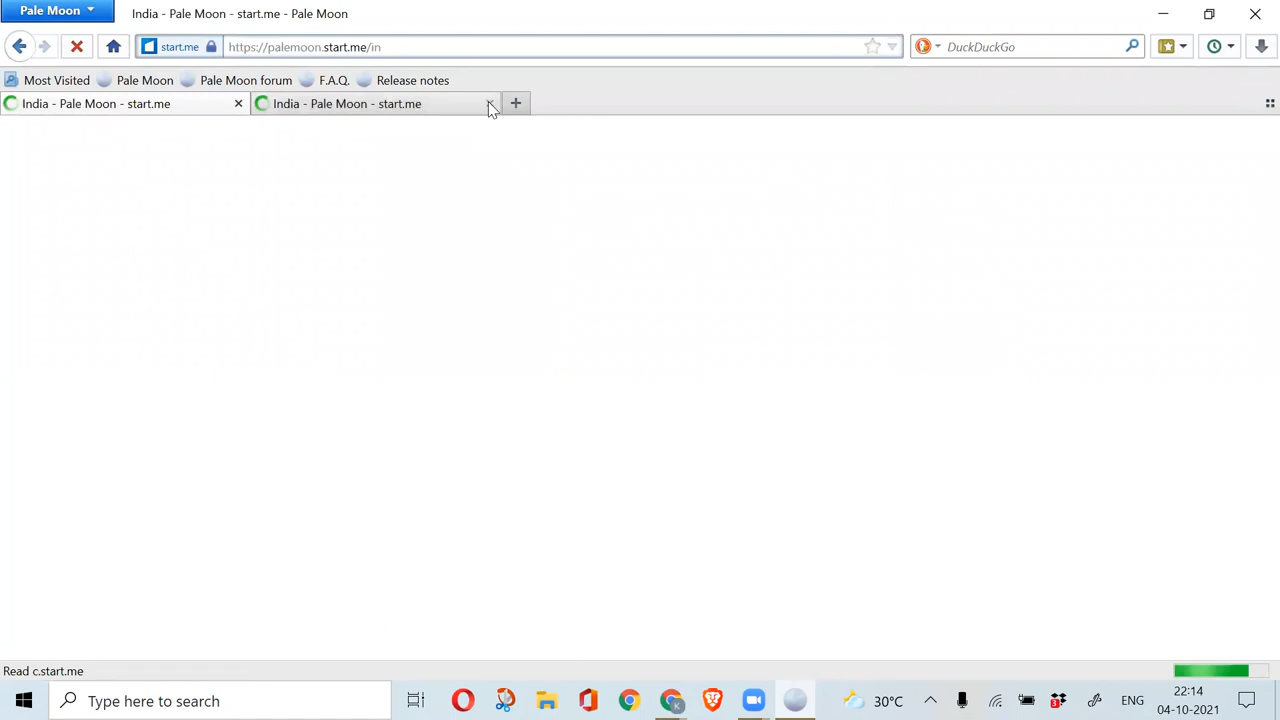 Pale Moon
India - Pale Moon - start.me - Pale Moon
start.me
https://palemoon.start.me/in
DuckDuckGo
Most Visited
Pale Moon
Pale Moon forum
F.A.Q.
Release notes
India - Pale Moon - start.me
India - Pale Moon - start.me
Read c.start.me
Type here to search
K
30°C
3
ENG
22:14
04-10-2021